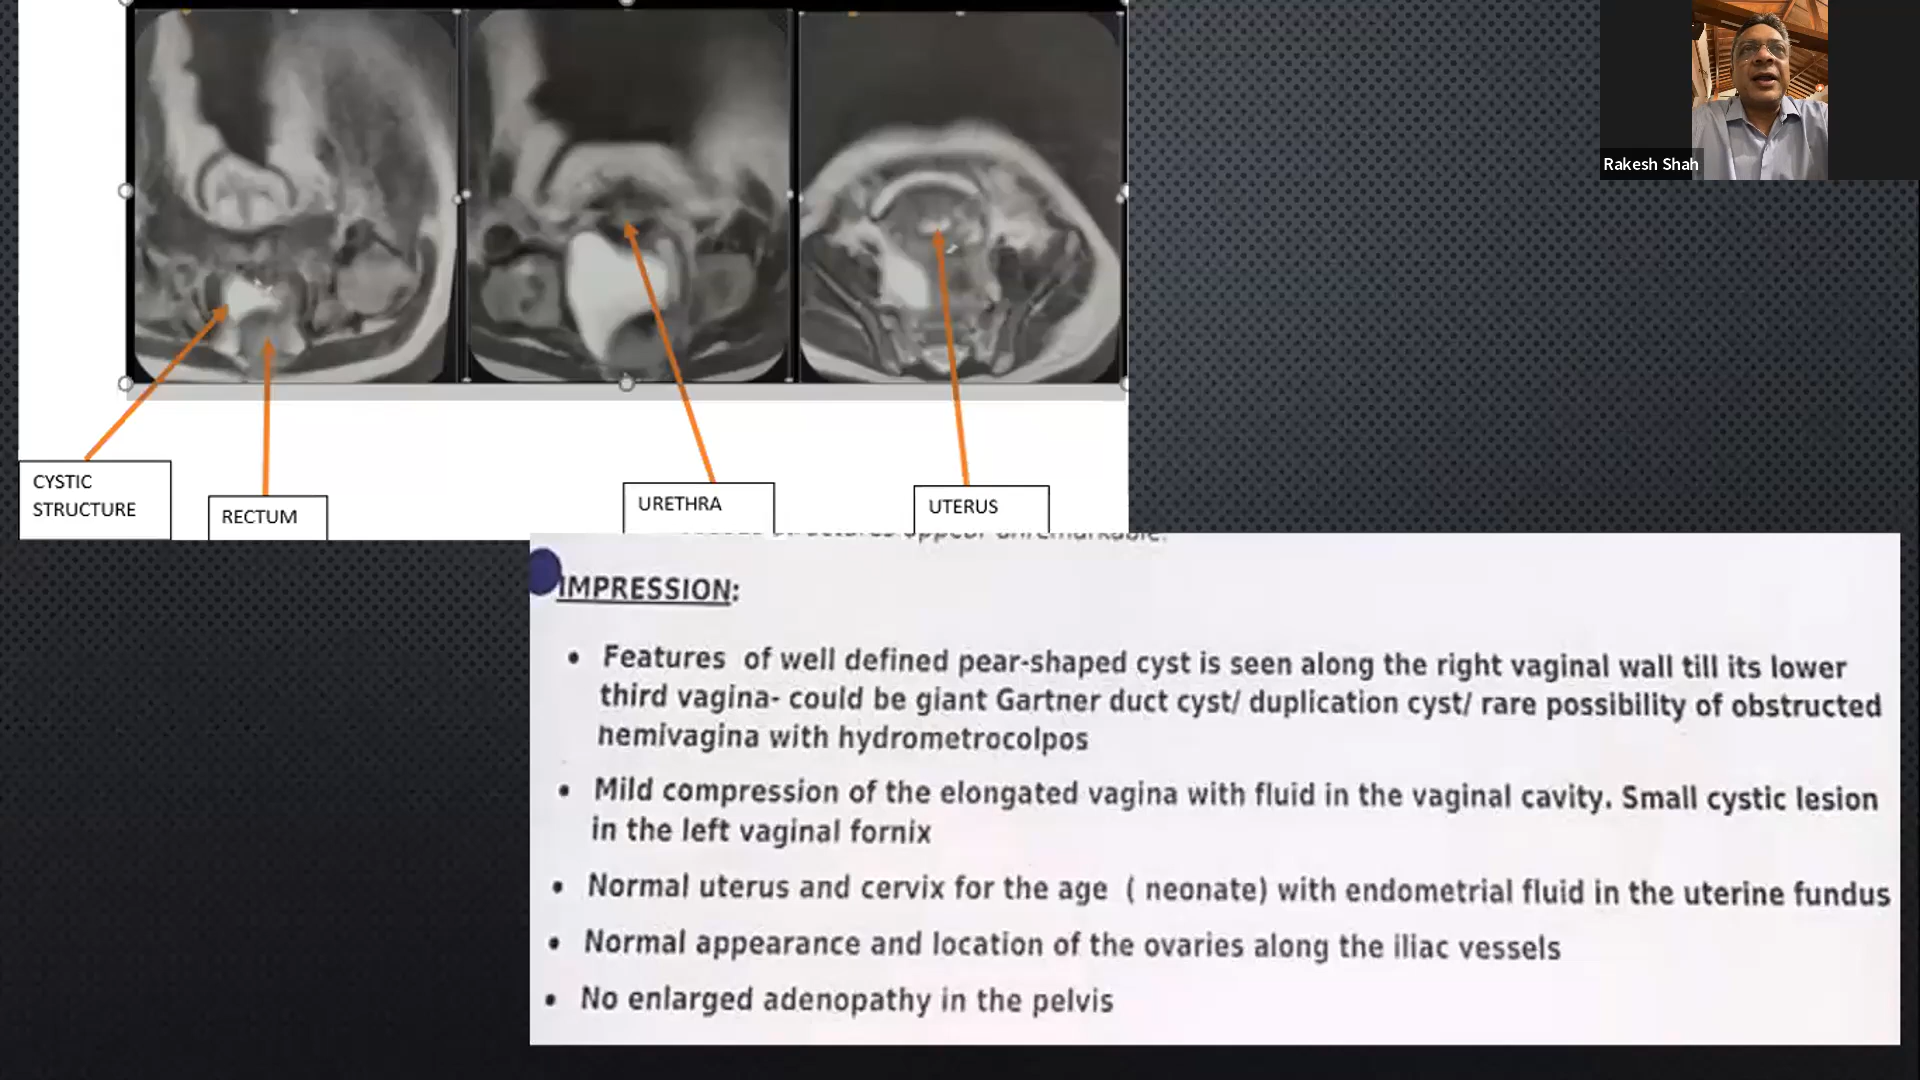 Rakesh Shah
CYSTIC
STRUCTURE
RECTUM
URETHRA
UTERUS
appear unremarkable.
IMPRESSION:
• Features of well defined pear-shaped cyst is seen along the right vaginal wall till its lower
third vagina- could be giant Gartner duct cyst/ duplication cyst/ rare possibility of obstructed
hemivagina with hydrometrocolpos
• Mild compression of the elongated vagina with fluid in the vaginal cavity. Small cystic lesion
in the left vaginal fornix
• Normal uterus and cervix for the age ( neonate) with endometrial fluid in the uterine fundus
• Normal appearance and location of the ovaries along the iliac vessels
• No enlarged adenopathy in the pelvis